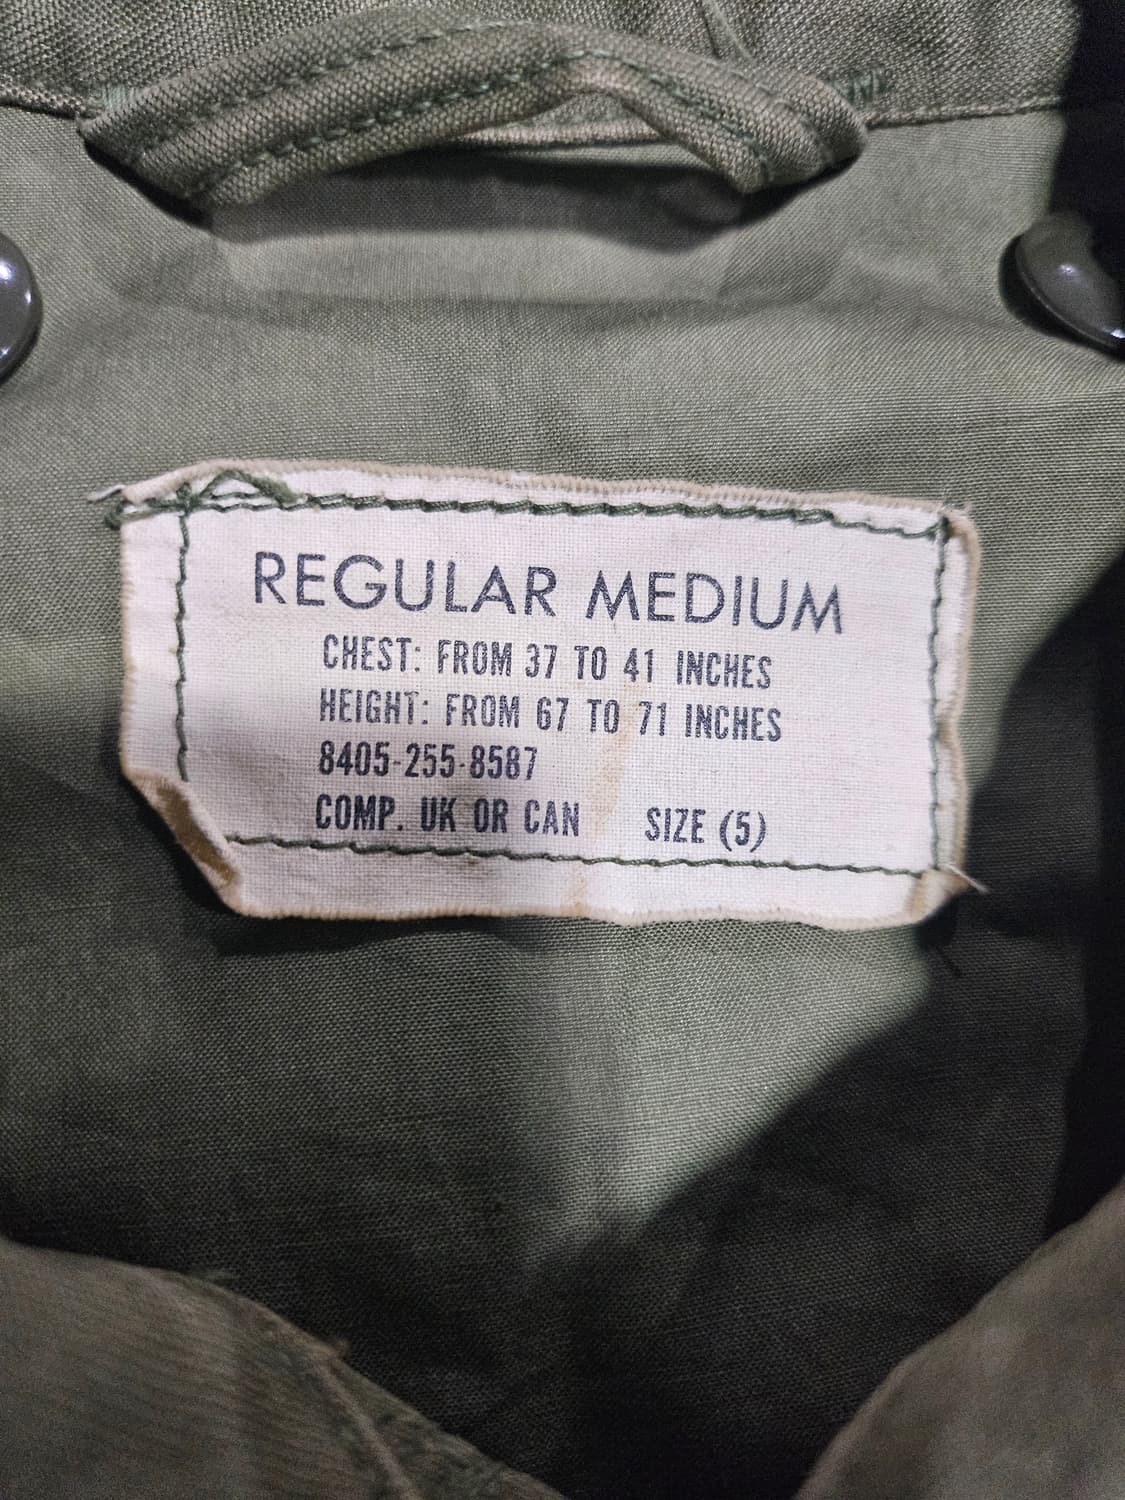 REGULAR MEDIUM
CHEST: FROM 37 TO 41 INCHES
HEIGHT: FROM 67 TO 71 INCHES
8405-255-8587
COMP. UK OR CAN SIZE (5)